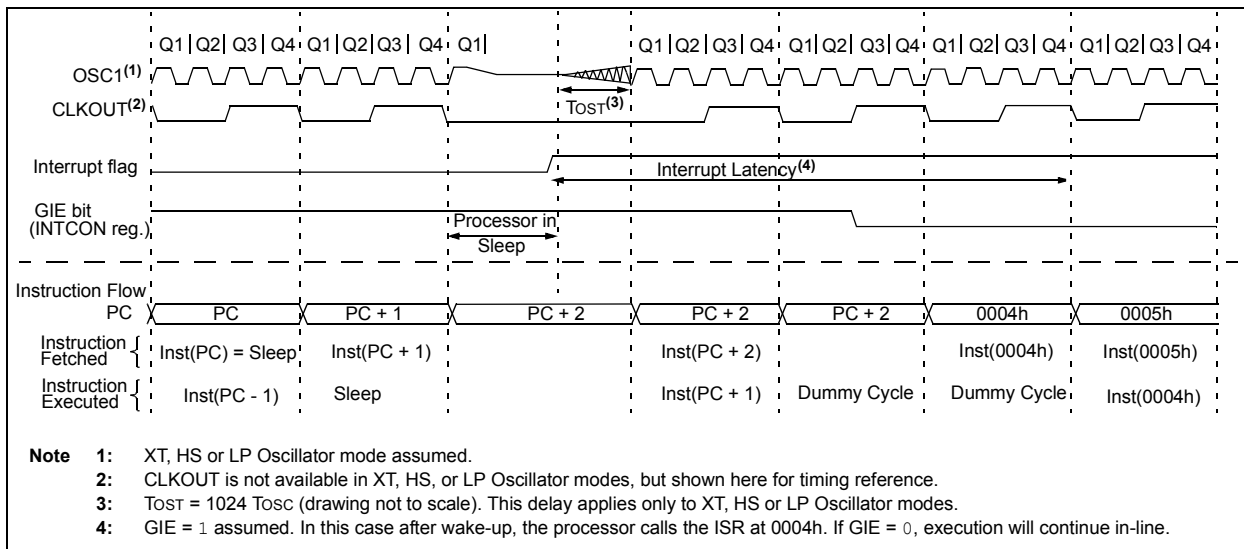 Q1 Q2 Q3 Q4 Q1 Q2 Q3 Q4 Q1 Q1 Q2 Q3 Q4 Q1 Q2 Q3 Q4 Q1 Q2 Q3 Q4 Q1 Q2 Q3 Q4
OSC1(1)
TOST(3)
CLKOUT(2)
Interrupt flag
Interrupt Latency(4)
GIE bit
(INTCON reg.)
Processor in
Sleep
Instruction Flow
PC PC PC + 1 PC + 2 PC + 2 PC + 2 0004h 0005h
Instruction
Fetched
Inst(PC) = Sleep Inst(PC + 1) Inst(PC + 2) Inst(0004h) Inst(0005h)
Instruction
Executed
Inst(PC - 1) Sleep Inst(PC + 1) Dummy Cycle Dummy Cycle Inst(0004h)
Note 1: XT, HS or LP Oscillator mode assumed.
2: CLKOUT is not available in XT, HS, or LP Oscillator modes, but shown here for timing reference.
3: TOST = 1024 TOSC (drawing not to scale). This delay applies only to XT, HS or LP Oscillator modes.
4: GIE = 1 assumed. In this case after wake-up, the processor calls the ISR at 0004h. If GIE = 0, execution will continue in-line.